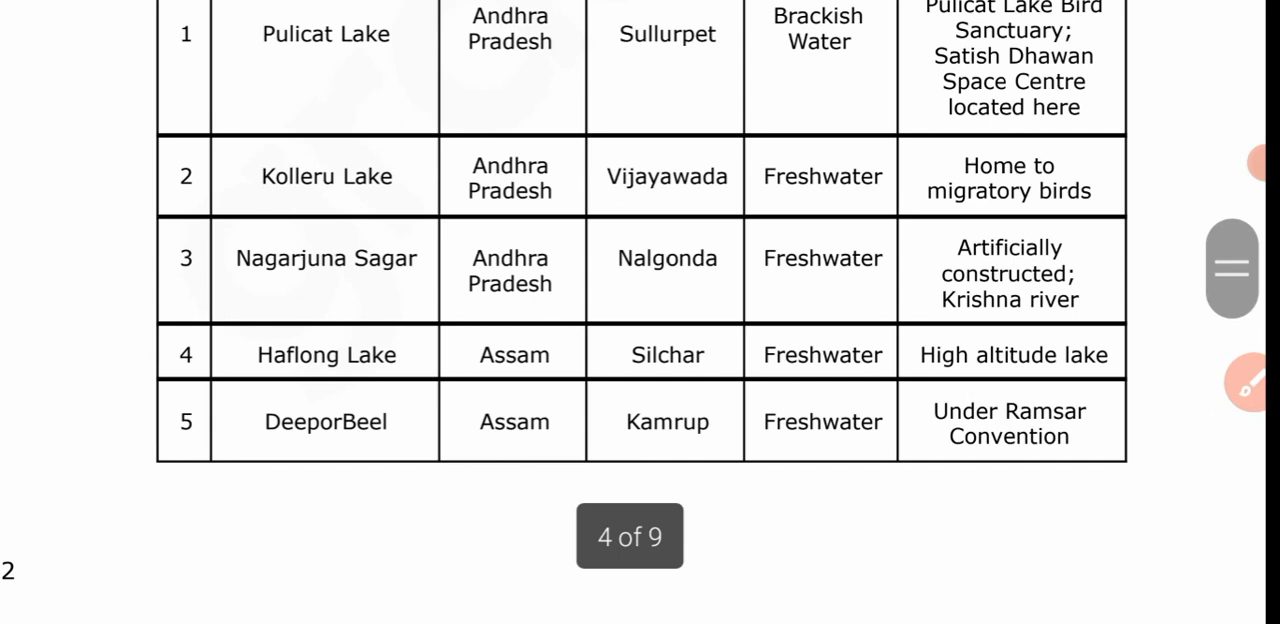 Pulicat Lake Bird
1 Pulicat Lake Andhra Pradesh Sullurpet Brackish Water Sanctuary;
Satish Dhawan
Space Centre
located here
2 Kolleru Lake Andhra Pradesh Vijayawada Freshwater Home to
migratory birds
3 Nagarjuna Sagar Andhra Pradesh Nalgonda Freshwater Artificially
constructed;
Krishna river
4 Haflong Lake Assam Silchar Freshwater High altitude lake
5 DeeporBeel Assam Kamrup Freshwater Under Ramsar
Convention
4 of 9
2